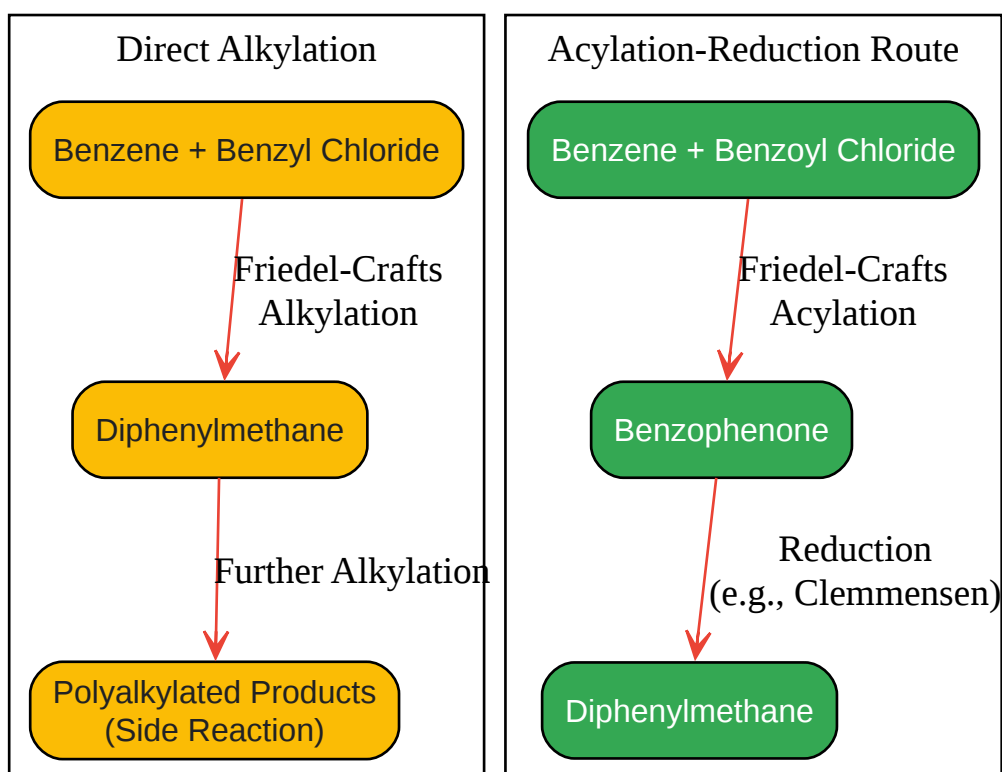 Direct Alkylation
Benzene + Benzyl Chloride
Friedel-Crafts
Alkylation
Diphenylmethane
Further Alkylation
Polyalkylated Products
(Side Reaction)
Acylation-Reduction Route
Benzene + Benzoyl Chloride
Friedel-Crafts
Acylation
Benzophenone
Reduction
(e.g., Clemmensen)
Diphenylmethane